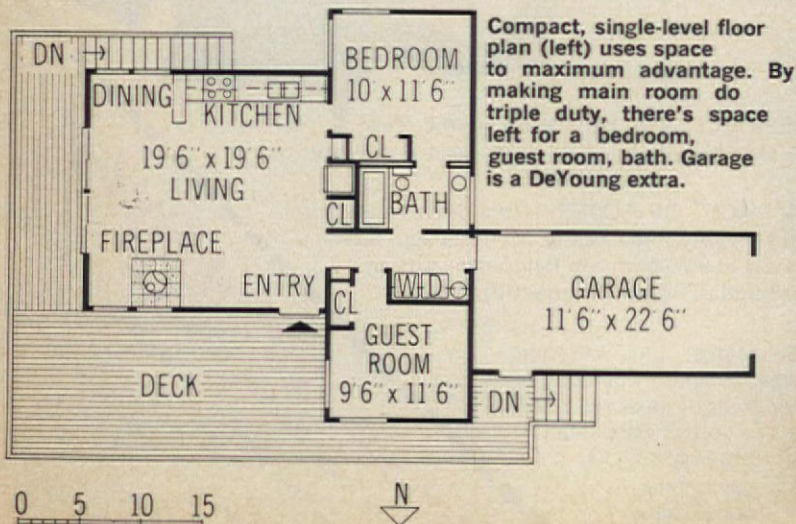 Compact, single-level floor
plan (left) uses space
to maximum advantage. By
making main room do
triple duty, there's space
left for a bedroom,
guest room, bath. Garage
is a DeYoung extra.
DN
BEDROOM
10' x 11'6"
DINING
KITCHEN
CL
19'6" x 19'6"
LIVING
BATH
CL
FIREPLACE
ENTRY
W D
CL
GARAGE
11'6" x 22'6"
GUEST
ROOM
9'6" x 11'6"
DECK
DN
N
0 5 10 15